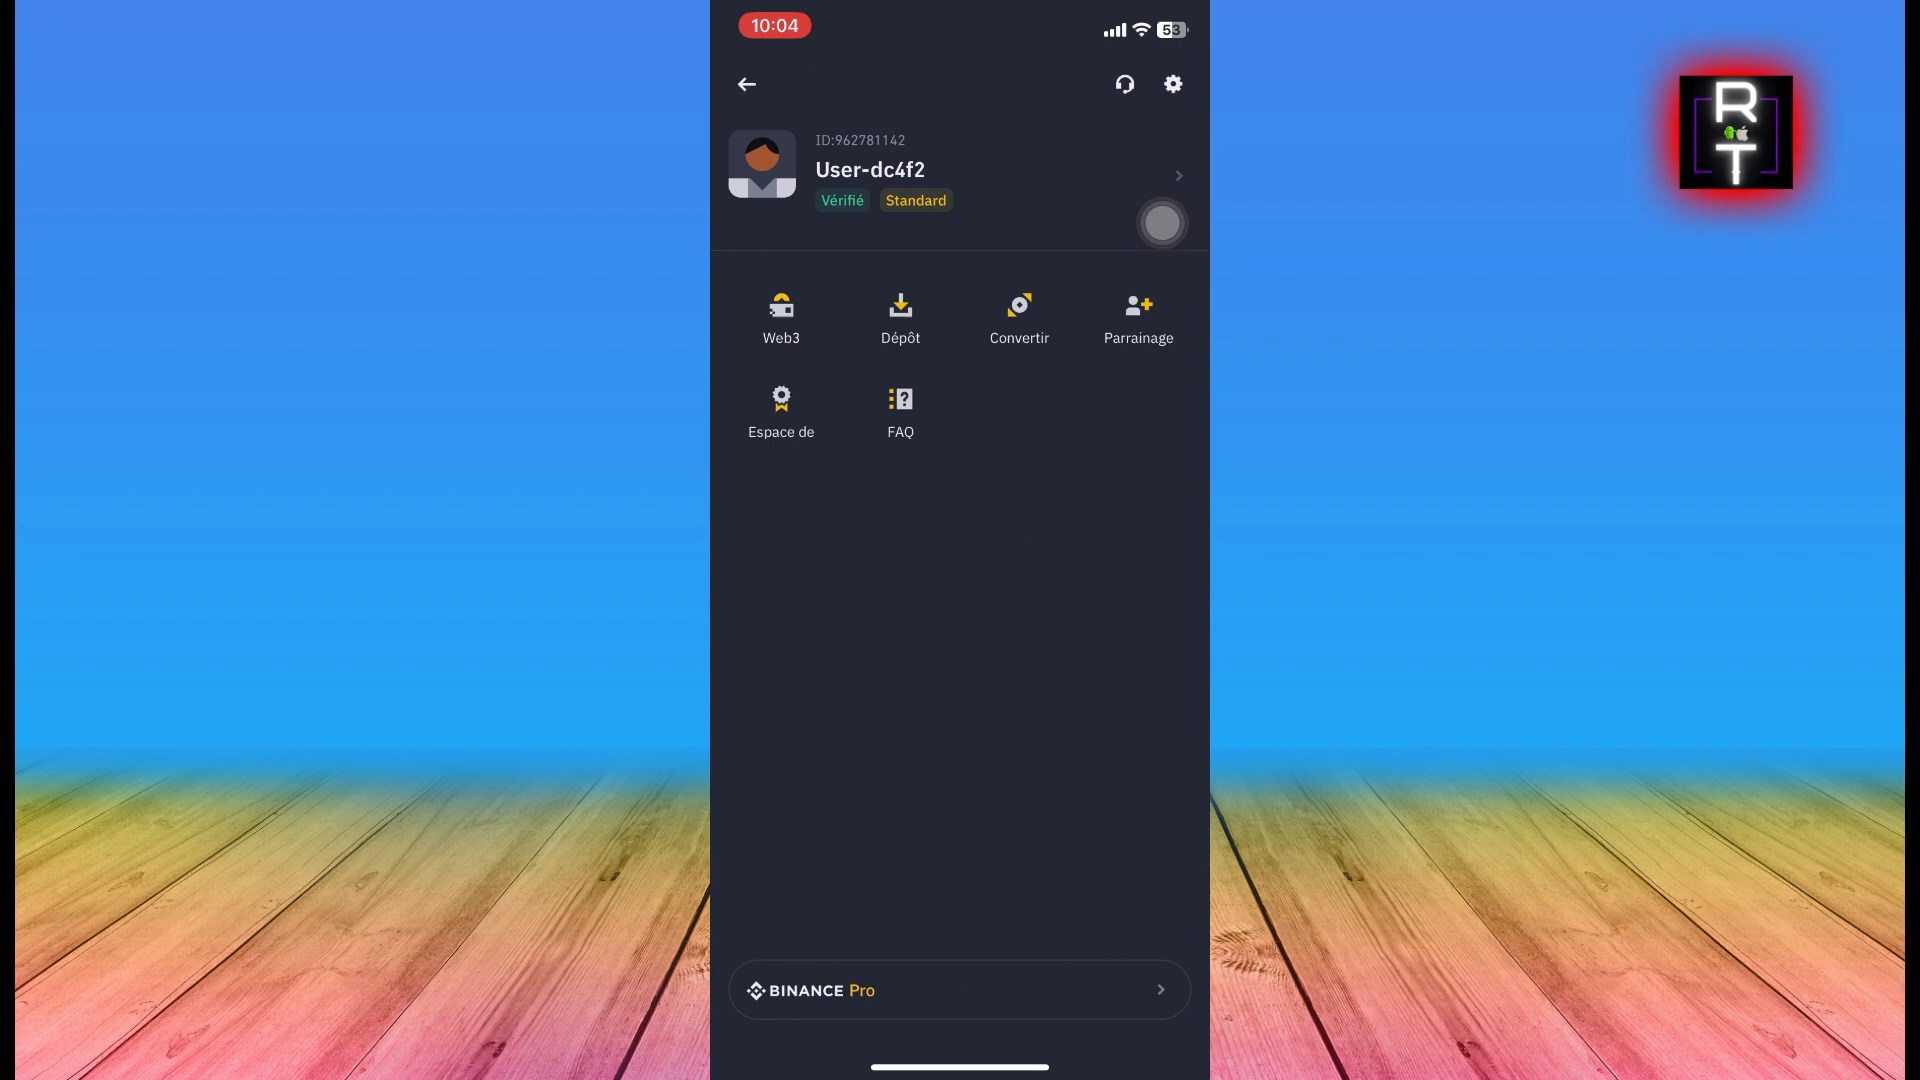 10:04
53
ID:962781142
User-dc4f2
Vérifié Standard
Web3 Dépôt Convertir Parrainage
Espace de FAQ
BINANCE Pro
R
T